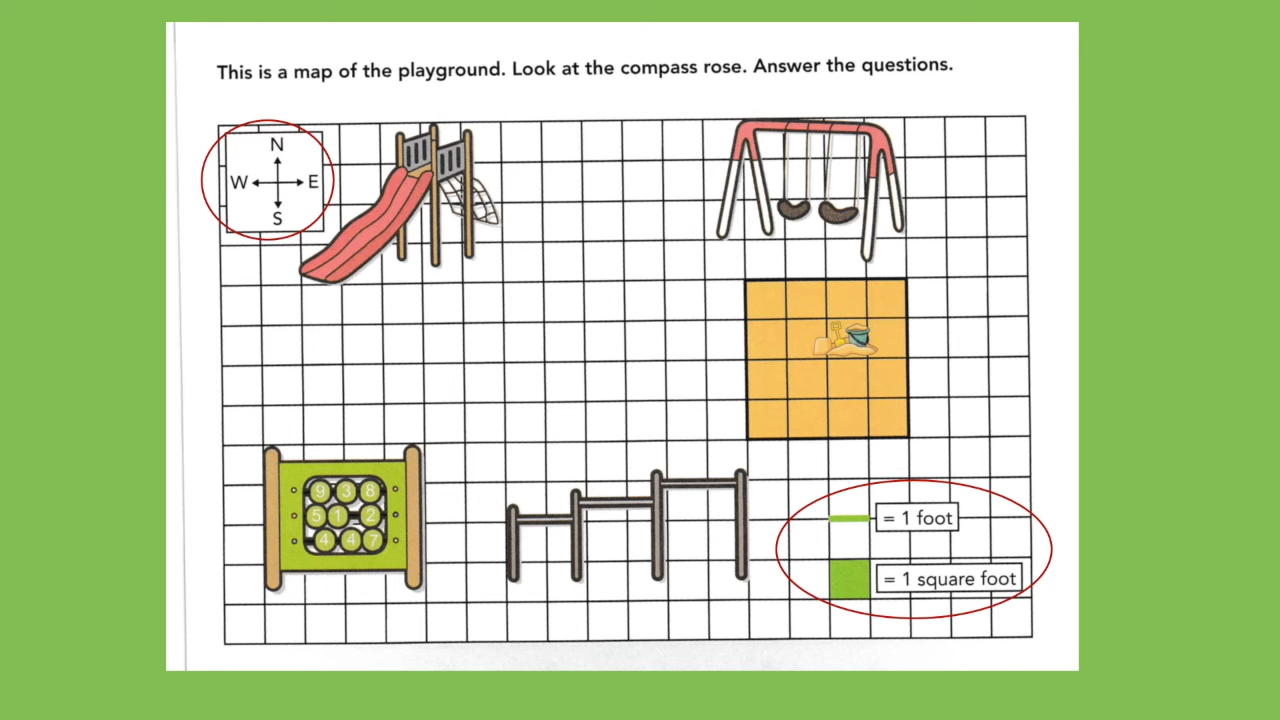 This is a map of the playground. Look at the compass rose. Answer the questions.
N
W E
S
9 3 8
5 1 2
4 4 7
= 1 foot
= 1 square foot